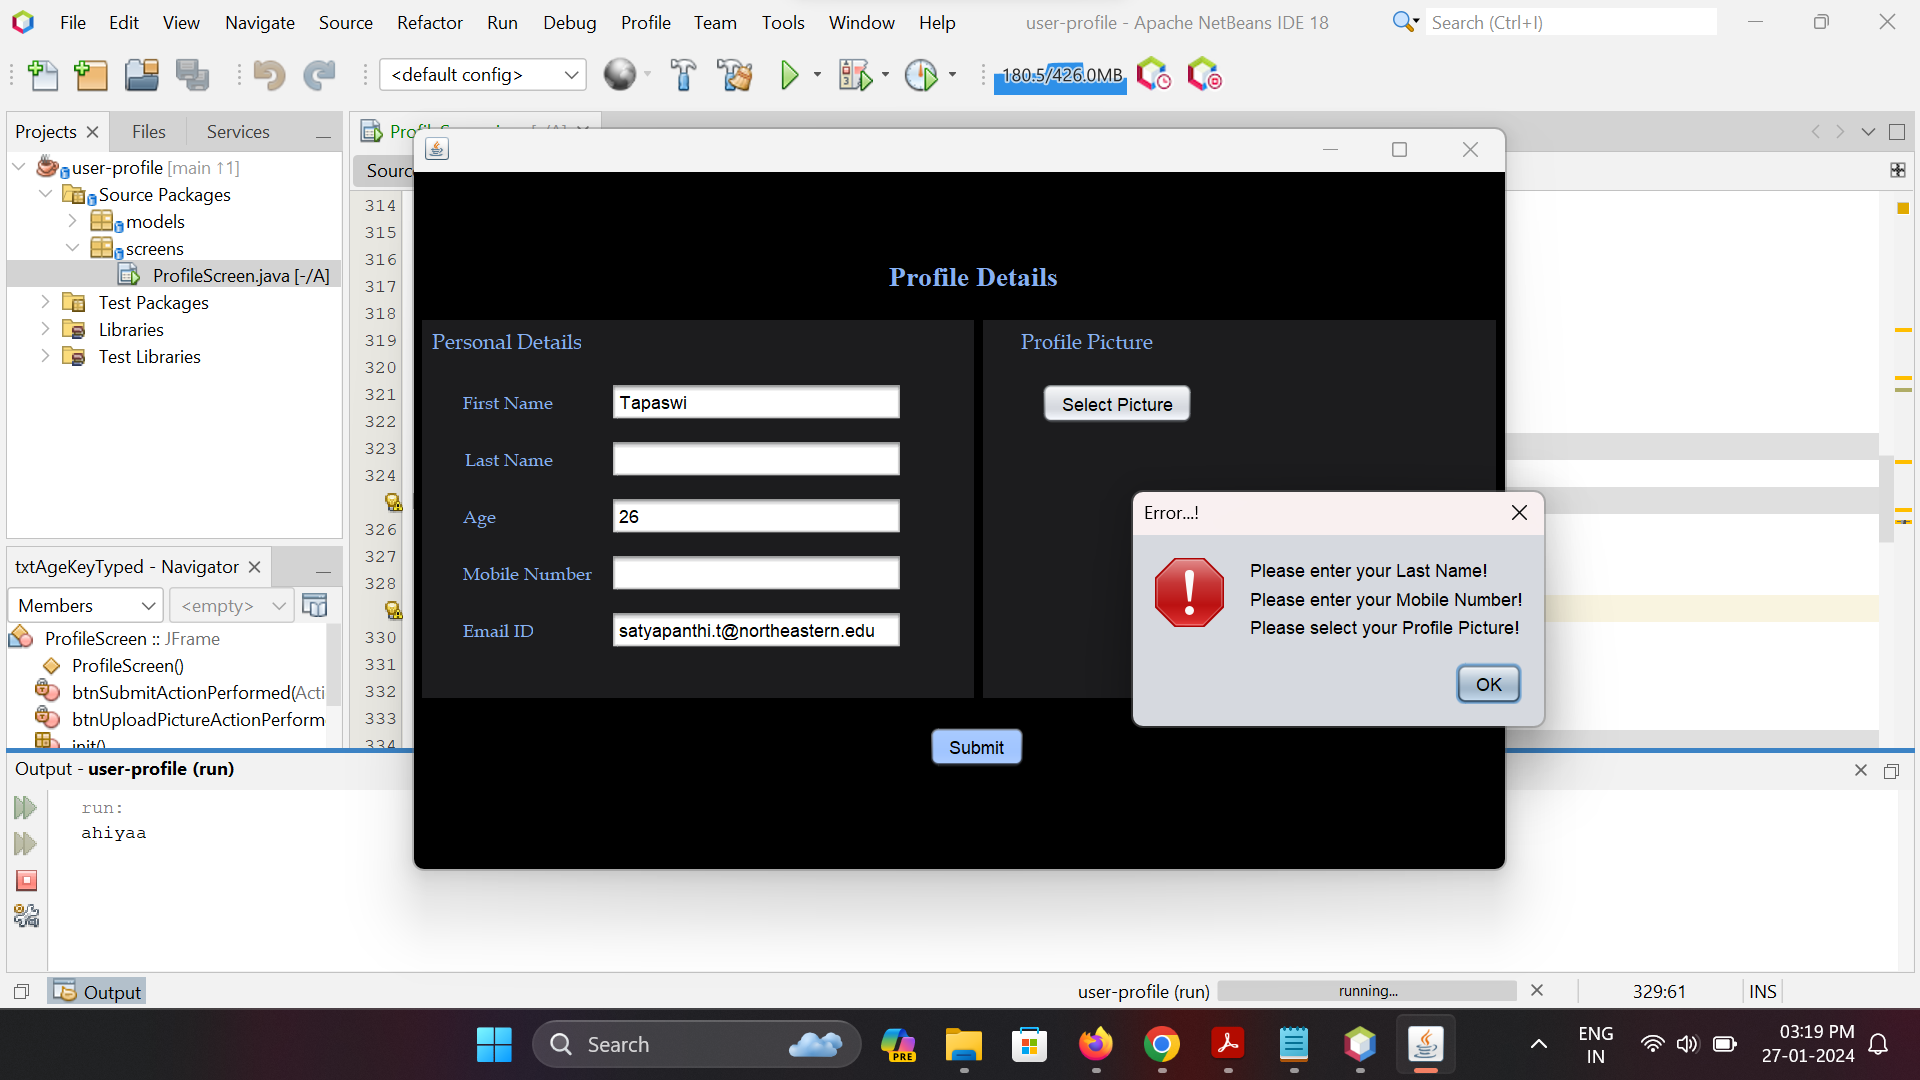 File Edit View Navigate Source Refactor Run Debug Profile Team Tools Window Help
user-profile - Apache NetBeans IDE 18
Search (Ctrl+I)
<default config>
180.5/426.0MB
Projects
Files
Services
user-profile [main ↑1]
Source Packages
models
screens
ProfileScreen.java [-/A]
Test Packages
Libraries
Test Libraries
Sourc
314
315
316
317
318
319
320
321
322
323
324
326
327
328
330
331
332
333
334
Profile Details
Personal Details
First Name Tapaswi
Last Name
Age 26
Mobile Number
Email ID satyapanthi.t@northeastern.edu
Profile Picture
Select Picture
Submit
Error...!
Please enter your Last Name!
Please enter your Mobile Number!
Please select your Profile Picture!
OK
txtAgeKeyTyped - Navigator
Members
<empty>
ProfileScreen :: JFrame
ProfileScreen()
btnSubmitActionPerformed(Acti
btnUploadPictureActionPerform
init()
Output - user-profile (run)
run:
ahiyaa
Output
user-profile (run)
running...
329:61
INS
Search
PRE
ENG
IN
03:19 PM
27-01-2024